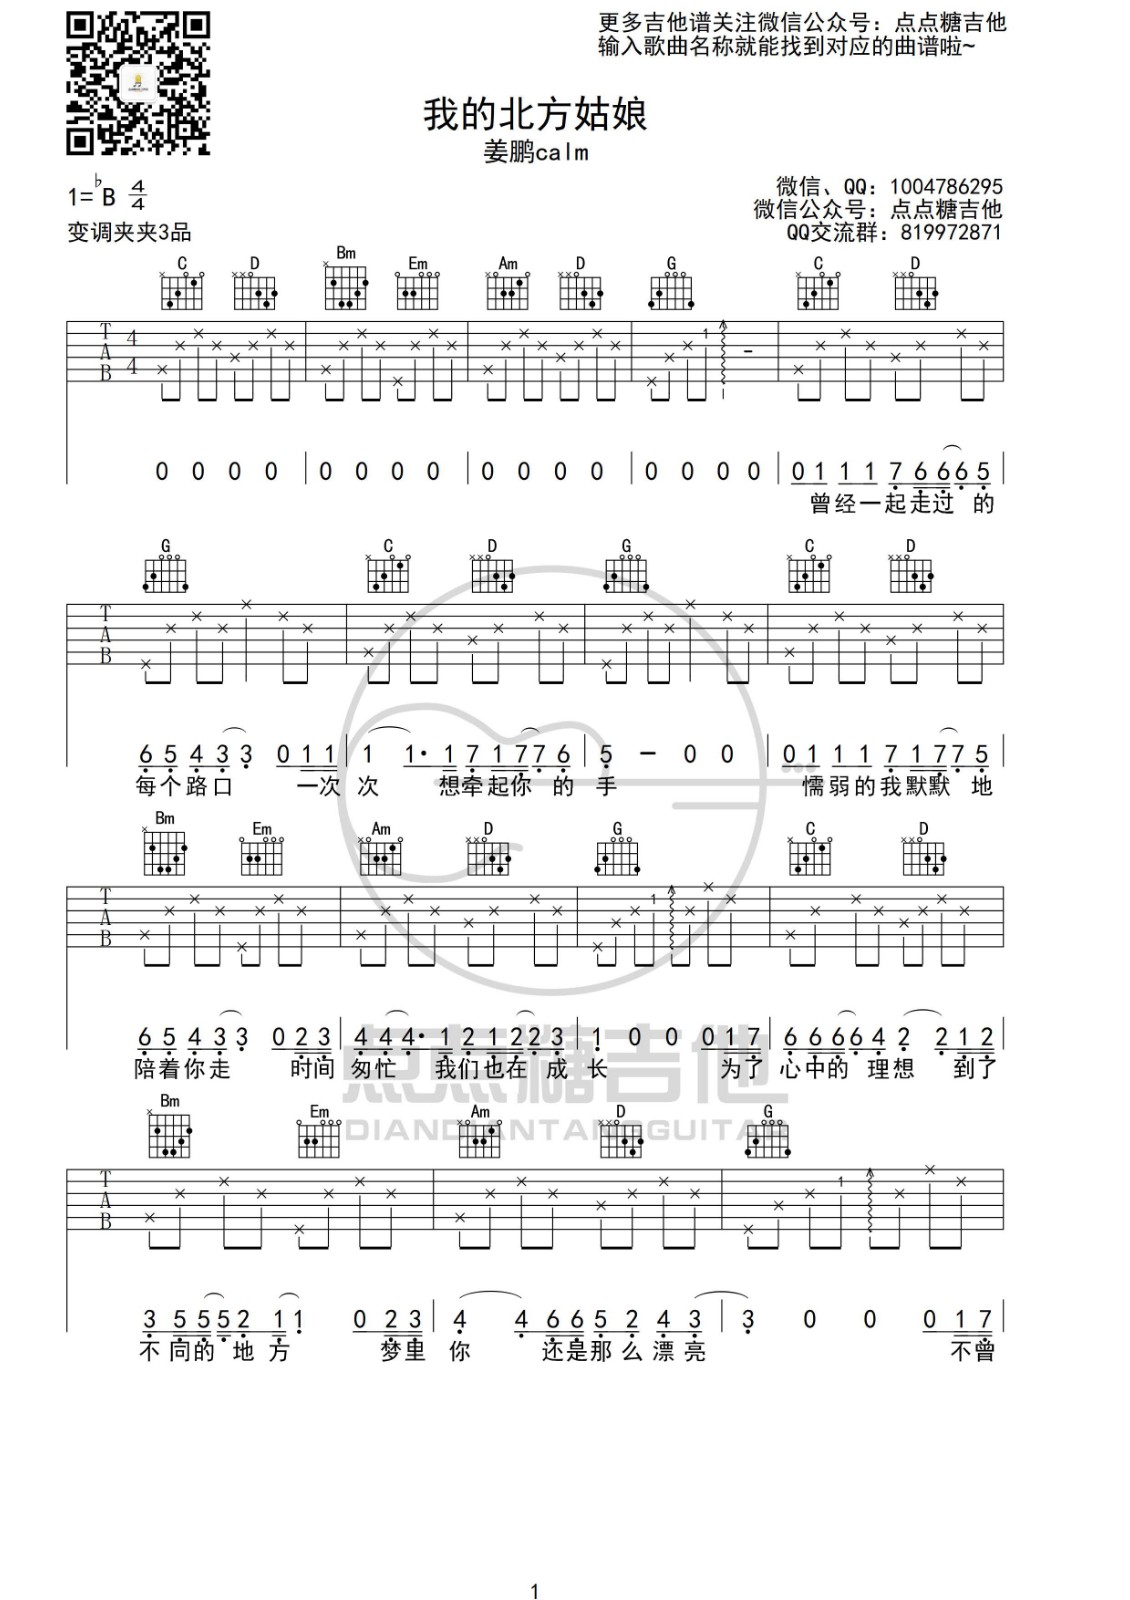 更多吉他谱关注微信公众号：点点糖吉他
输入歌曲名称就能找到对应的曲谱啦~
我的北方姑娘
姜鹏calm
1=♭B 4/4
微信、QQ：1004786295
微信公众号：点点糖吉他
变调夹夹3品
QQ交流群：819972871
C D Bm Em Am D G C D
T A B 4 4 1 -
0 0 0 0 0 0 0 0 0 0 0 0 0 0 0 0 0 1 1 1 7 6 6 6 5
曾经一起走过 的
G C D G C D
T A B
6 5 4 3 3 0 1 1 1 1· 1 7 1 7 7 6 5 - 0 0 0 1 1 1 7 1 7 7 5
每个路口 一次 次 想牵起你 的 手 懦弱的我默默 地
Bm Em Am D G C D
T A B 1
6 5 4 3 3 0 2 3 4 4 4· 1 2 1 2 2 3 1 0 0 0 1 7 6 6 6 6 4 2 2 1 2
陪着你走 时间 匆忙 我们也在 成 长 为了 心中的 理想 到了
点点糖吉他
DIANDIANTANGGUITAR
Bm Em Am D G
T A B 1
3 5 5 5 2 1 1 0 2 3 4 4 6 6 5 2 4 3 3 0 0 0 1 7
不 同的 地 方 梦里 你 还是那么漂亮 不曾
1